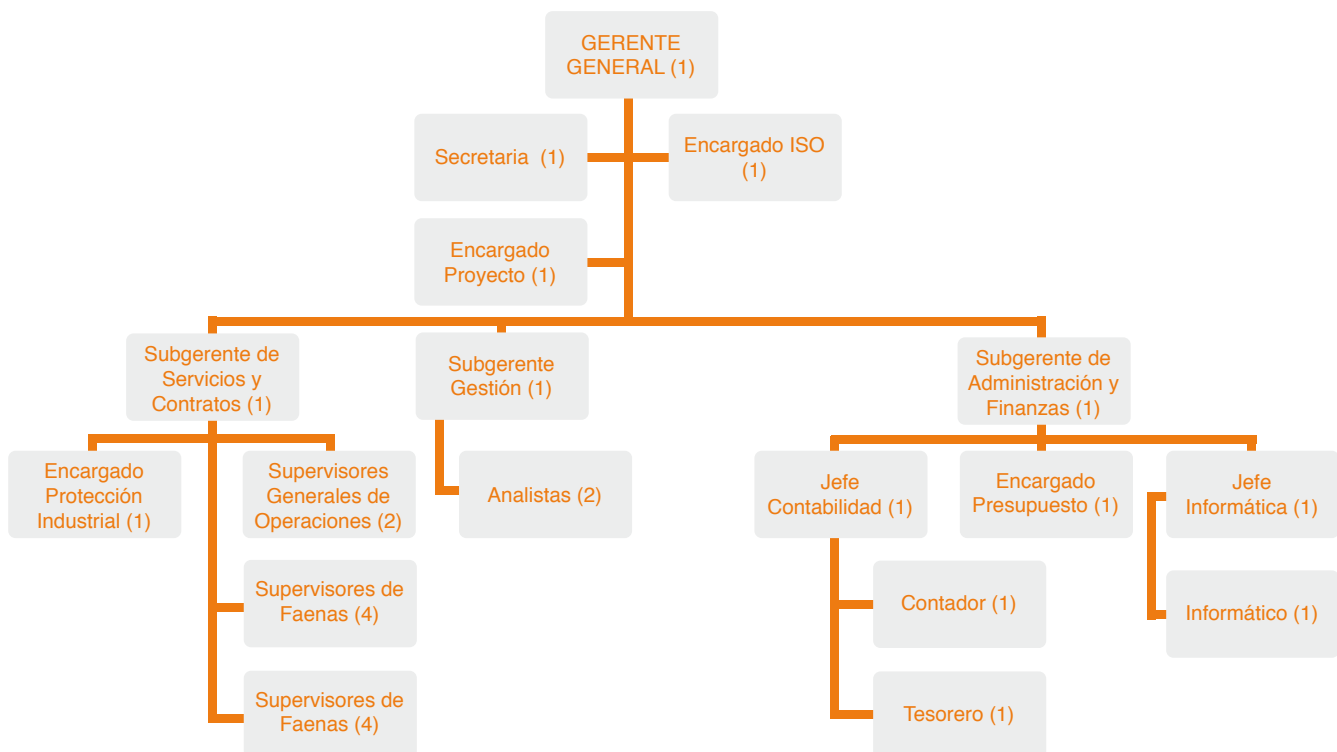 GERENTE
GENERAL (1)
Secretaria (1)
Encargado ISO
(1)
Encargado
Proyecto (1)
Subgerente de
Servicios y
Contratos (1)
Subgerente
Gestión (1)
Subgerente de
Administración y
Finanzas (1)
Encargado
Protección
Industrial (1)
Supervisores
Generales de
Operaciones (2)
Analistas (2)
Jefe
Contabilidad (1)
Encargado
Presupuesto (1)
Jefe
Informática (1)
Supervisores de
Faenas (4)
Contador (1)
Informático (1)
Supervisores de
Faenas (4)
Tesorero (1)